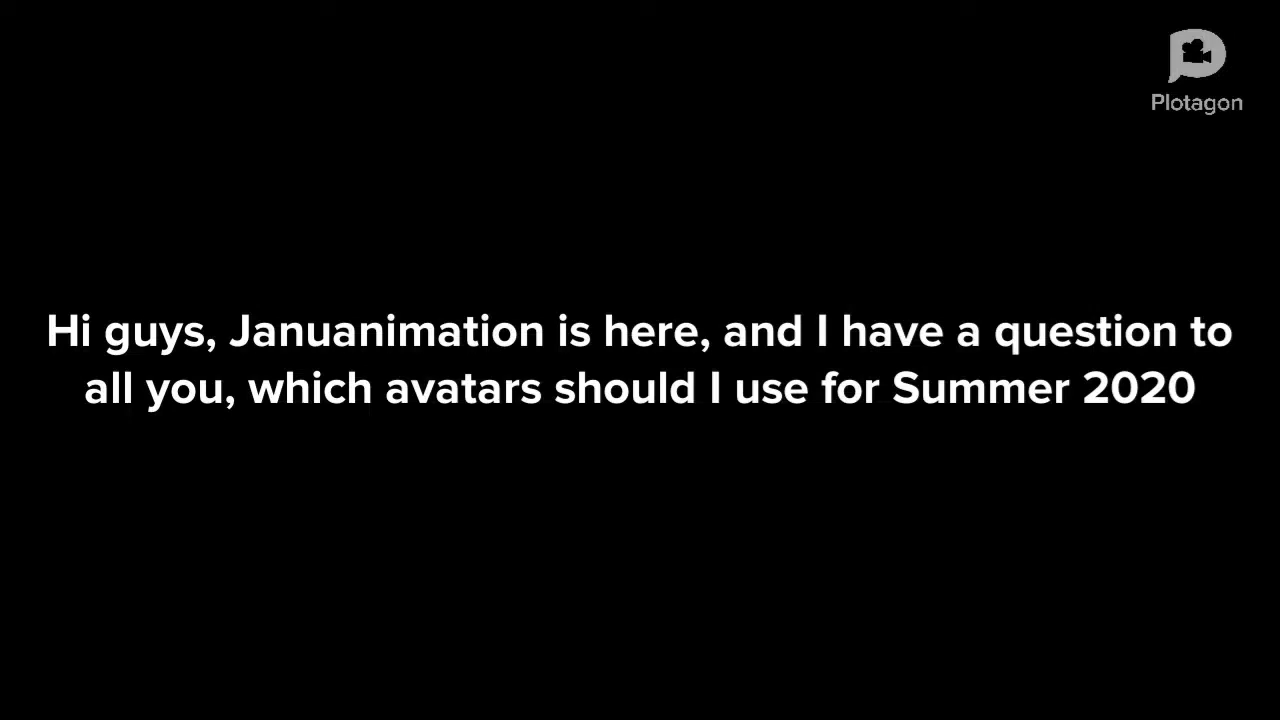 Plotagon
Hi guys, Januanimation is here, and I have a question to
all you, which avatars should I use for Summer 2020